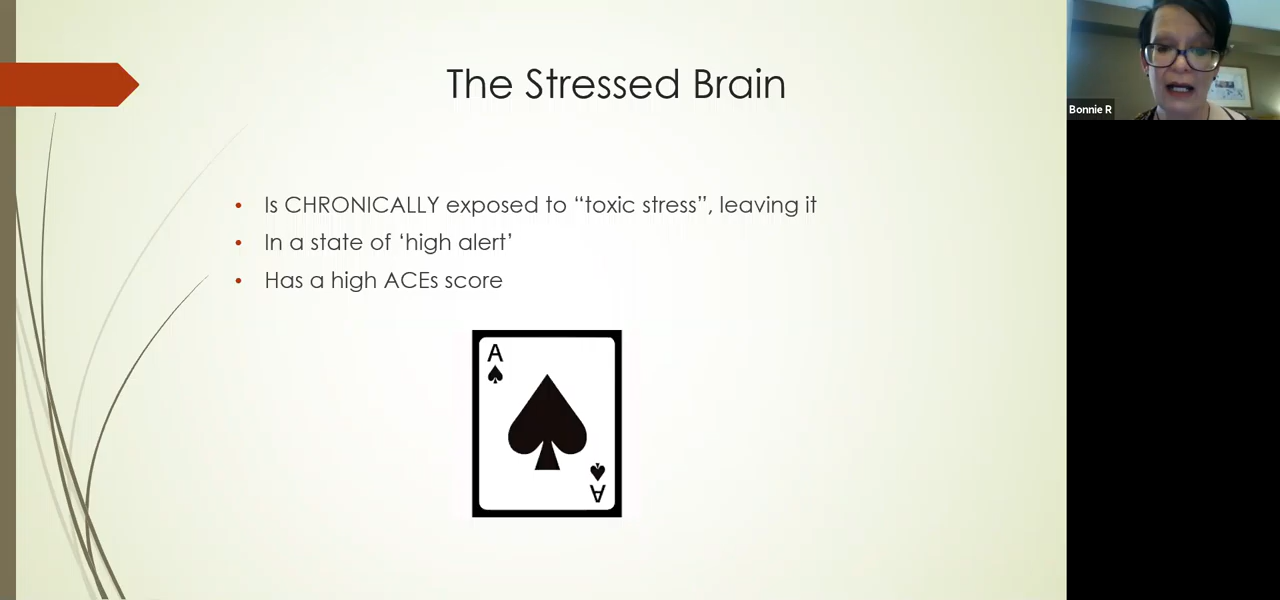 The Stressed Brain
Is CHRONICALLY exposed to “toxic stress”, leaving it
In a state of ‘high alert’
Has a high ACEs score
A
A
Bonnie R